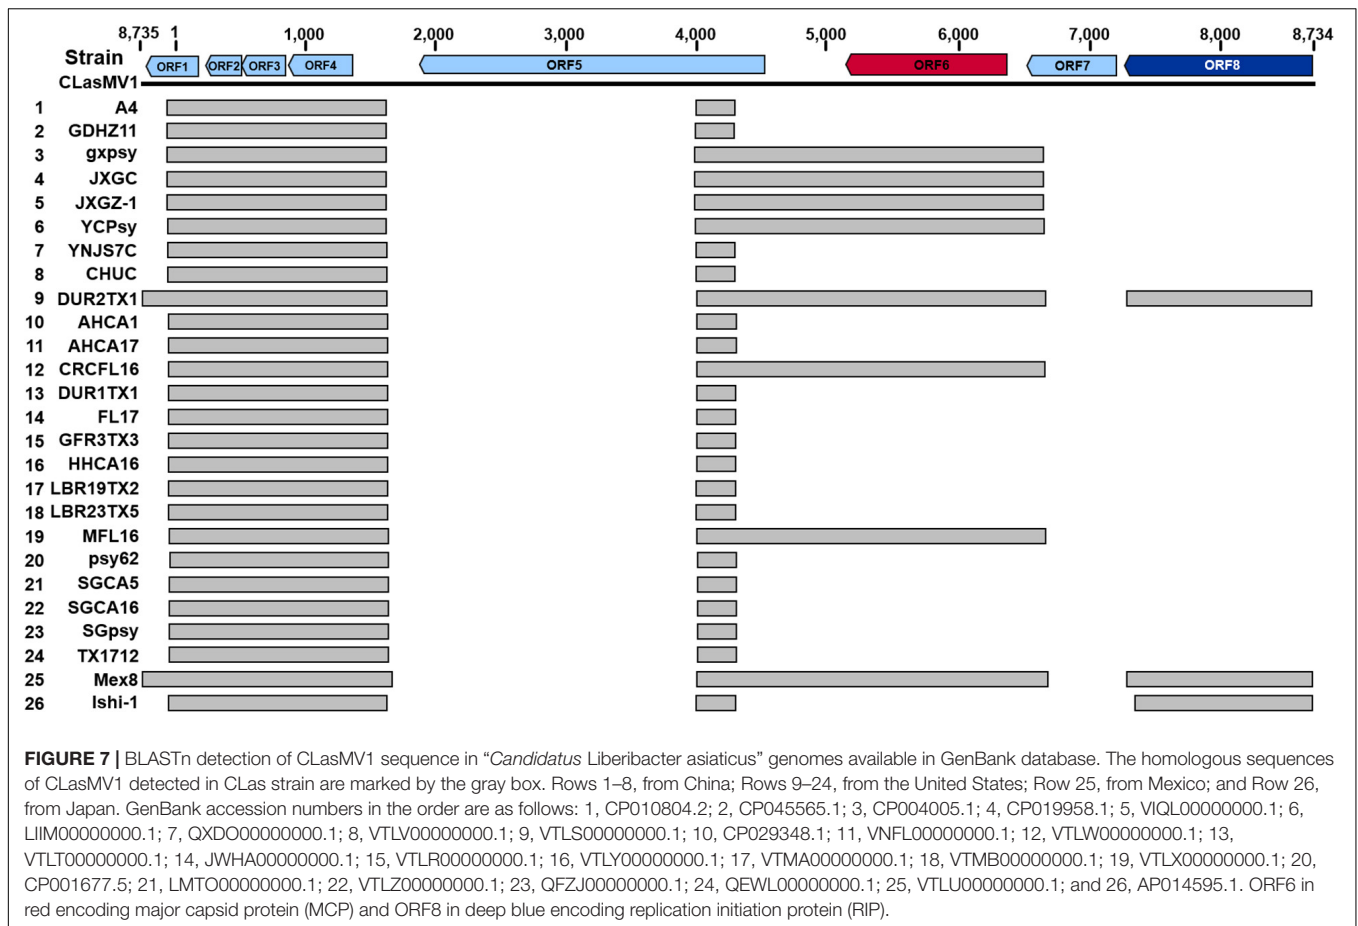 8,735 1 1,000 2,000 3,000 4,000 5,000 6,000 7,000 8,000 8,734
Strain ORF1 ORF2 ORF3 ORF4 ORF5 ORF6 ORF7 ORF8
CLasMV1
1 A4
2 GDHZ11
3 gxpsy
4 JXGC
5 JXGZ-1
6 YCPsy
7 YNJS7C
8 CHUC
9 DUR2TX1
10 AHCA1
11 AHCA17
12 CRCFL16
13 DUR1TX1
14 FL17
15 GFR3TX3
16 HHCA16
17 LBR19TX2
18 LBR23TX5
19 MFL16
20 psy62
21 SGCA5
22 SGCA16
23 SGpsy
24 TX1712
25 Mex8
26 Ishi-1
FIGURE 7 | BLASTn detection of CLasMV1 sequence in “Candidatus Liberibacter asiaticus” genomes available in GenBank database. The homologous sequences
of CLasMV1 detected in CLas strain are marked by the gray box. Rows 1–8, from China; Rows 9–24, from the United States; Row 25, from Mexico; and Row 26,
from Japan. GenBank accession numbers in the order are as follows: 1, CP010804.2; 2, CP045565.1; 3, CP004005.1; 4, CP019958.1; 5, VIQL00000000.1; 6,
LIIM00000000.1; 7, QXDO00000000.1; 8, VTLV00000000.1; 9, VTLS00000000.1; 10, CP029348.1; 11, VNFL00000000.1; 12, VTLW00000000.1; 13,
VTLT00000000.1; 14, JWHA00000000.1; 15, VTLR00000000.1; 16, VTLY00000000.1; 17, VTMA00000000.1; 18, VTMB00000000.1; 19, VTLX00000000.1; 20,
CP001677.5; 21, LMTO00000000.1; 22, VTLZ00000000.1; 23, QFZJ00000000.1; 24, QEWL00000000.1; 25, VTLU00000000.1; and 26, AP014595.1. ORF6 in
red encoding major capsid protein (MCP) and ORF8 in deep blue encoding replication initiation protein (RIP).